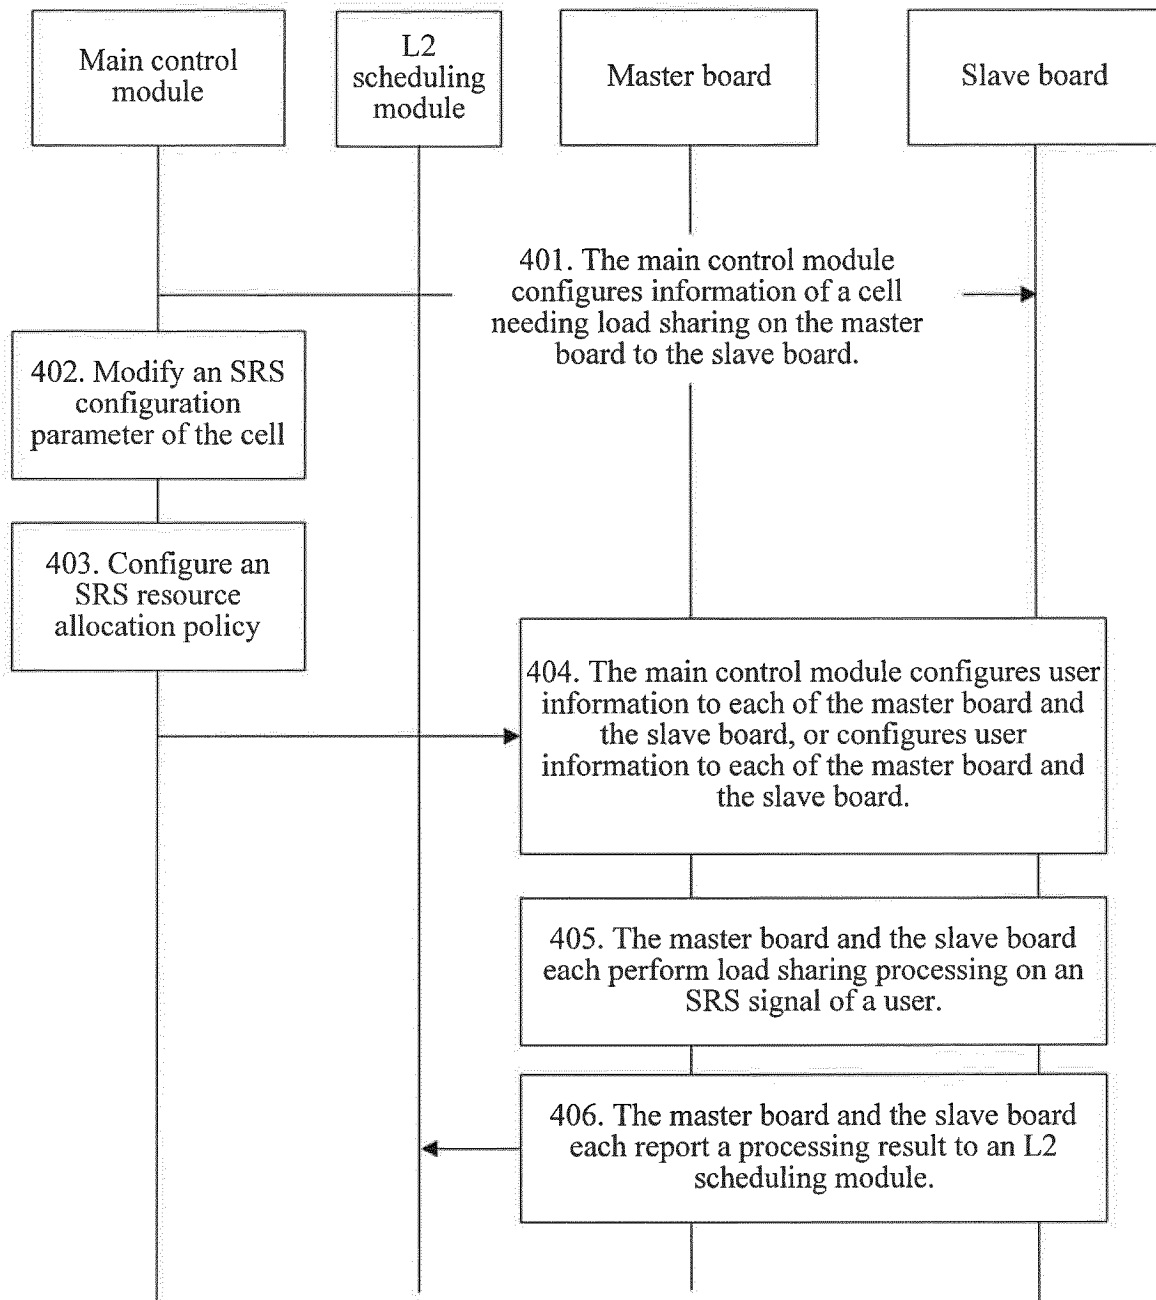 Main control
module
L2
scheduling
module
Master board
Slave board
401. The main control module
configures information of a cell
needing load sharing on the master
board to the slave board.
402. Modify an SRS
configuration
parameter of the cell
403. Configure an
SRS resource
allocation policy
404. The main control module configures user
information to each of the master board and
the slave board, or configures user
information to each of the master board and
the slave board.
405. The master board and the slave board
each perform load sharing processing on an
SRS signal of a user.
406. The master board and the slave board
each report a processing result to an L2
scheduling module.